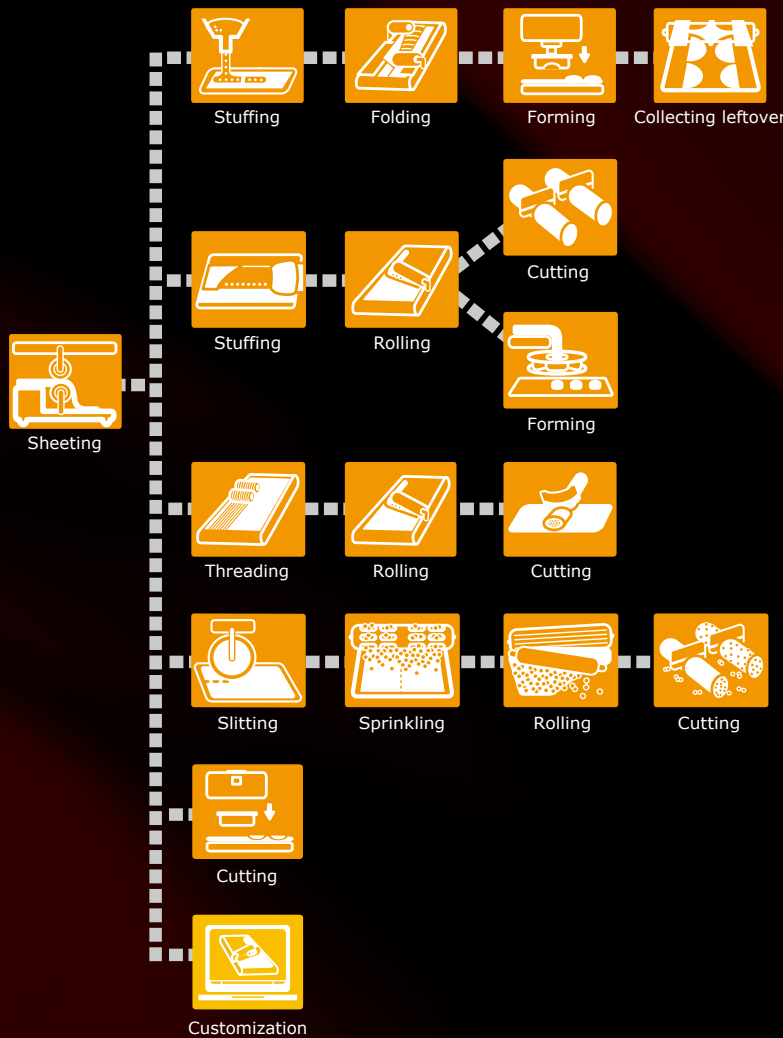 Stuffing
Folding
Forming
Collecting leftover
Cutting
Stuffing
Rolling
Forming
Sheeting
Threading
Rolling
Cutting
Slitting
Sprinkling
Rolling
Cutting
Cutting
Customization